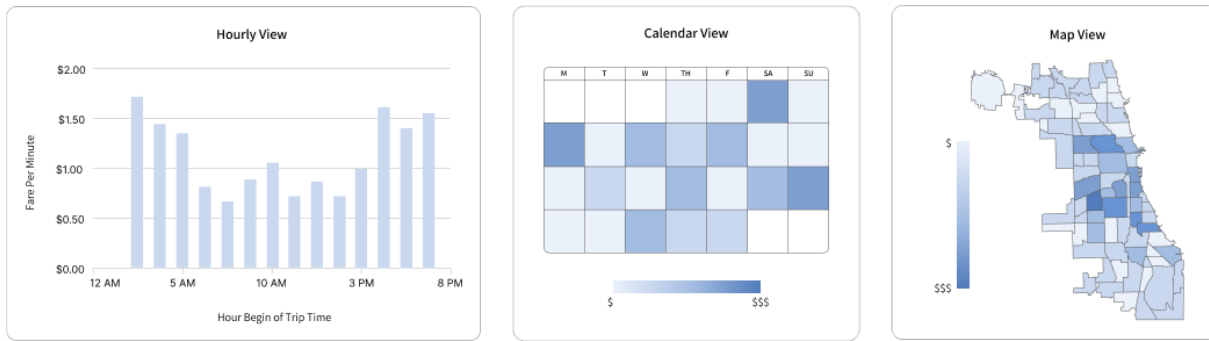 Hourly View
$2.00
$1.50
$1.00
$0.50
$0.00
Fare Per Minute
12 AM 5 AM 10 AM 3 PM 8 PM
Hour Begin of Trip Time
Calendar View
M T W TH F SA SU
$ $$$
Map View
$
$$$